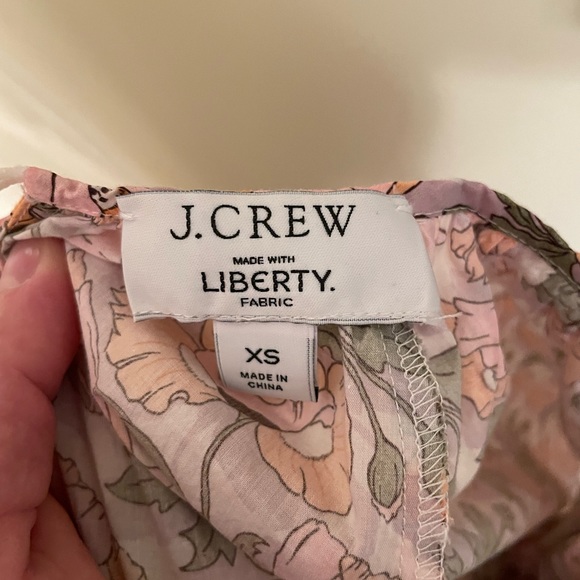 J.CREW
MADE WITH
LIBERTY.
FABRIC
XS
MADE IN
CHINA